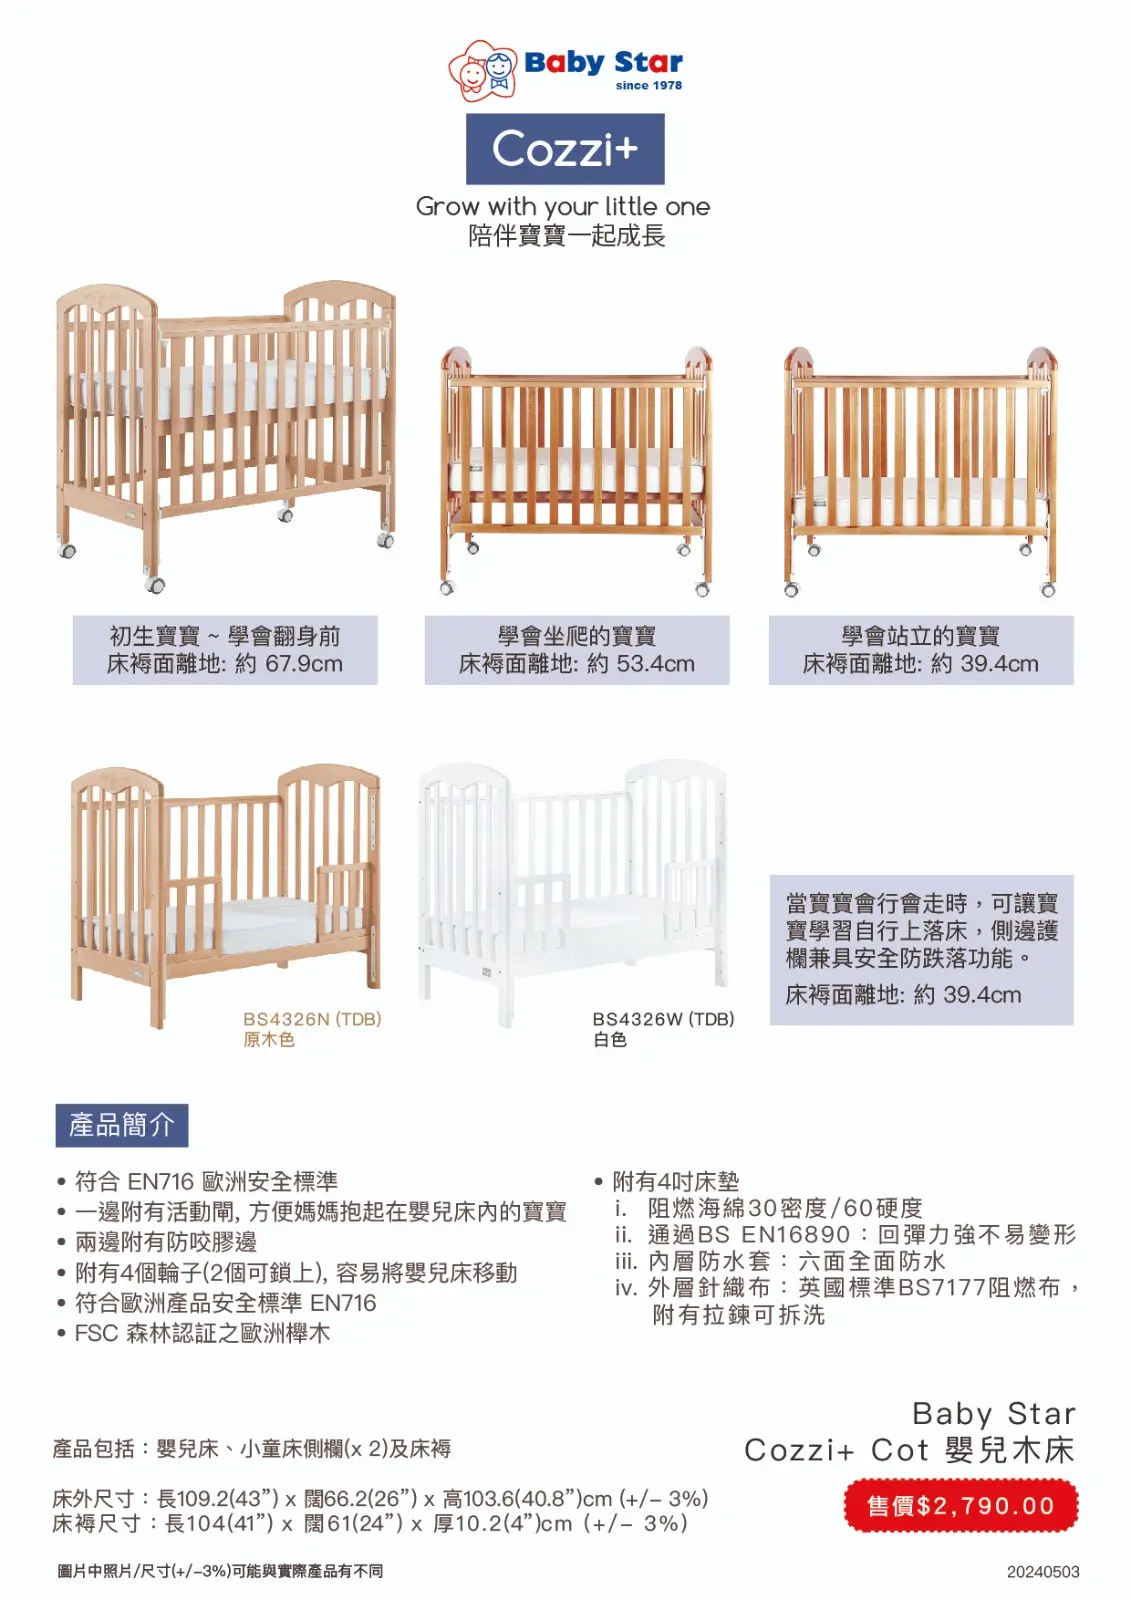 Baby Star
since 1978
Cozzi+
Grow with your little one
陪伴寶寶一起成長
初生寶寶 ~ 學會翻身前
床褥面離地: 約 67.9cm
學會坐爬的寶寶
床褥面離地: 約 53.4cm
學會站立的寶寶
床褥面離地: 約 39.4cm
當寶寶會行會走時，可讓寶
寶學習自行上落床，側邊護
欄兼具安全防跌落功能。
床褥面離地: 約 39.4cm
BS4326N (TDB)
原木色
BS4326W (TDB)
白色
產品簡介
• 符合 EN716 歐洲安全標準
• 一邊附有活動閘, 方便媽媽抱起在嬰兒床內的寶寶
• 兩邊附有防咬膠邊
• 附有4個輪子(2個可鎖上), 容易將嬰兒床移動
• 符合歐洲產品安全標準 EN716
• FSC 森林認証之歐洲櫸木
• 附有4吋床墊
i. 阻燃海綿30密度/60硬度
ii. 通過BS EN16890：回彈力強不易變形
iii. 內層防水套：六面全面防水
iv. 外層針織布：英國標準BS7177阻燃布，
附有拉鍊可拆洗
Baby Star
Cozzi+ Cot 嬰兒木床
售價$2,790.00
產品包括：嬰兒床、小童床側欄(x 2)及床褥
床外尺寸：長109.2(43”) x 闊66.2(26”) x 高103.6(40.8”)cm (+/- 3%)
床褥尺寸：長104(41”) x 闊61(24”) x 厚10.2(4”)cm (+/- 3%)
圖片中照片/尺寸(+/-3%)可能與實際產品有不同
20240503